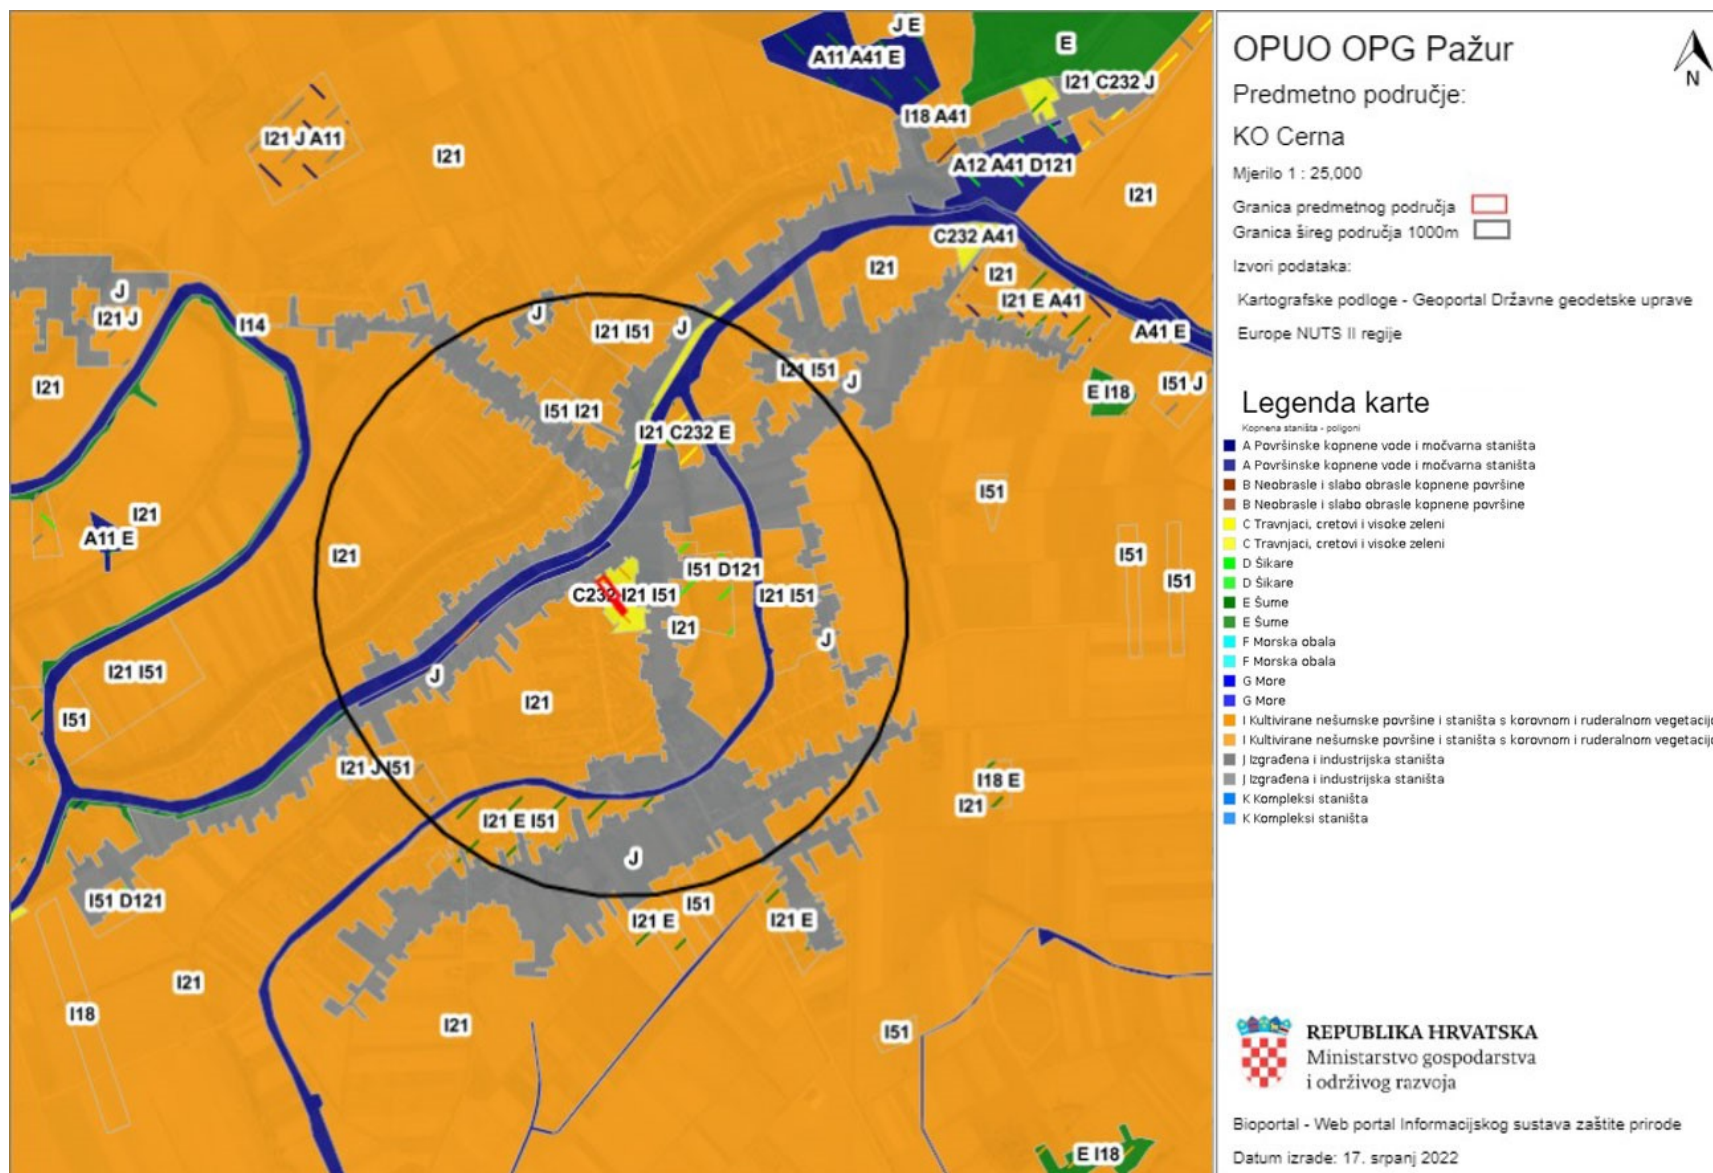 J E
E
A11 A41 E
I21 C232 J
I18 A41
I21 J A11
I21
A12 A41 D121
I21
C232 A41
I21
I21
J
I21 E A41
I21 J
J
I21 I51
J
I14
A41 E
I21 I51
J
I21
I51 J
E I18
I51 I21
I21 C232 E
I51
I21
A11 E
I21
I51
I51 D121
I51
C232 I21 I51
I21 I51
I21
J
I21 I51
J
I21
I51
I21 J I51
I18 E
I21
I21 E I51
J
I51 D121
I51
I21 E
I21 E
I21
I18
I21
I51
E I18
OPUO OPG Pažur
N
Predmetno područje:
KO Cerna
Mjerilo 1 : 25,000
Granica predmetnog područja
Granica šireg područja 1000m
Izvori podataka:
Kartografske podloge - Geoportal Državne geodetske uprave
Europe NUTS II regije
Legenda karte
Kopnena staništa - poligoni
A Površinske kopnene vode i močvarna staništa
A Površinske kopnene vode i močvarna staništa
B Neobrasle i slabo obrasle kopnene površine
B Neobrasle i slabo obrasle kopnene površine
C Travnjaci, cretovi i visoke zeleni
C Travnjaci, cretovi i visoke zeleni
D Šikare
D Šikare
E Šume
E Šume
F Morska obala
F Morska obala
G More
G More
I Kultivirane nešumske površine i staništa s korovnom i ruderalnom vegetacijo
I Kultivirane nešumske površine i staništa s korovnom i ruderalnom vegetacijo
J Izgrađena i industrijska staništa
J Izgrađena i industrijska staništa
K Kompleksi staništa
K Kompleksi staništa
REPUBLIKA HRVATSKA
Ministarstvo gospodarstva
i održivog razvoja
Bioportal - Web portal Informacijskog sustava zaštite prirode
Datum izrade: 17. srpanj 2022